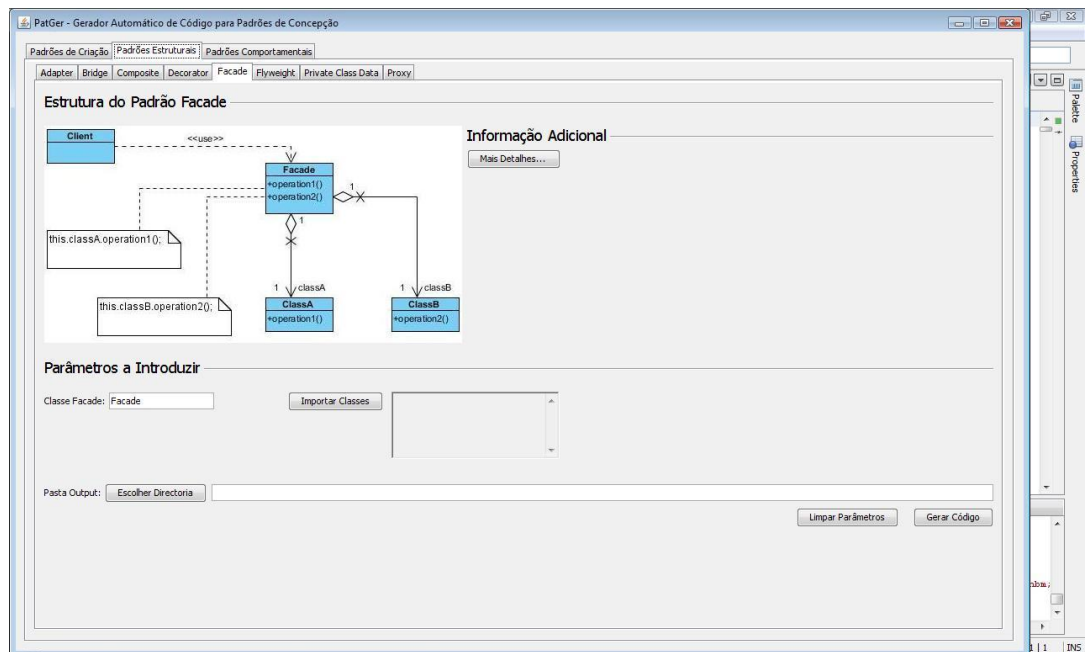 PatGer - Gerador Automático de Código para Padrões de Concepção
Padrões de Criação Padrões Estruturais Padrões Comportamentais
Adapter Bridge Composite Decorator Facade Flyweight Private Class Data Proxy
Estrutura do Padrão Facade
Client
<<use>>
Facade
+operation1()
+operation2()
1
1
this.classA.operation1();
this.classB.operation2();
1 classA
ClassA
+operation1()
1 classB
ClassB
+operation2()
Informação Adicional
Mais Detalhes...
Parâmetros a Introduzir
Classe Facade: Facade
Importar Classes
Pasta Output: Escolher Directoria
Limpar Parâmetros Gerar Código
Palette
Properties
1 | 1 INS